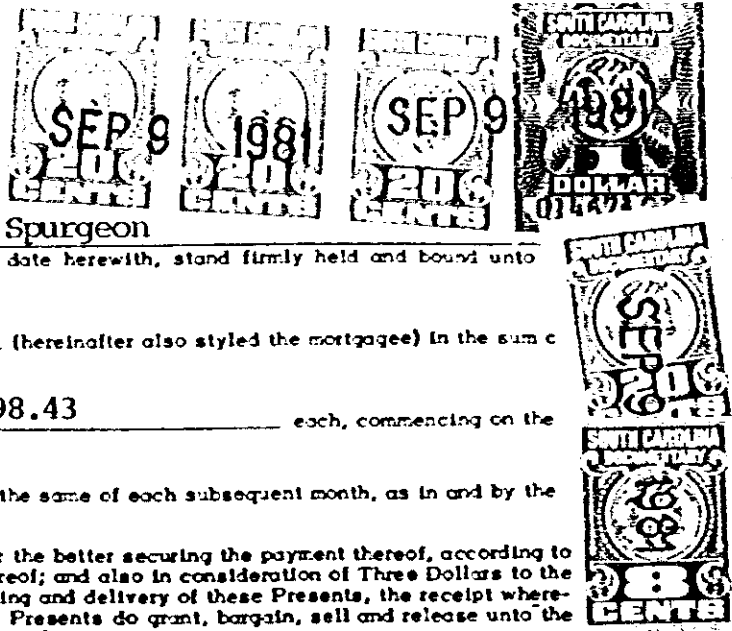 SOUTH CAROLINA
DOCUMENTARY
SEP 9
1981
SEP 9
1981
20
CENTS
20
CENTS
20
CENTS
1
DOLLAR
Spurgeon
date herewith, stand firmly held and bound unto
SOUTH CAROLINA
DOCUMENTARY
SEP 9
20
CENTS
(hereinafter also styled the mortgagee) in the sum c
98.43 each, commencing on the
SOUTH CAROLINA
DOCUMENTARY
1981
8
CENTS
the same of each subsequent month, as in and by the
the better securing the payment thereof, according to
reof; and also in consideration of Three Dollars to the
ing and delivery of these Presents, the receipt where-
Presents do grant, bargain, sell and release unto the